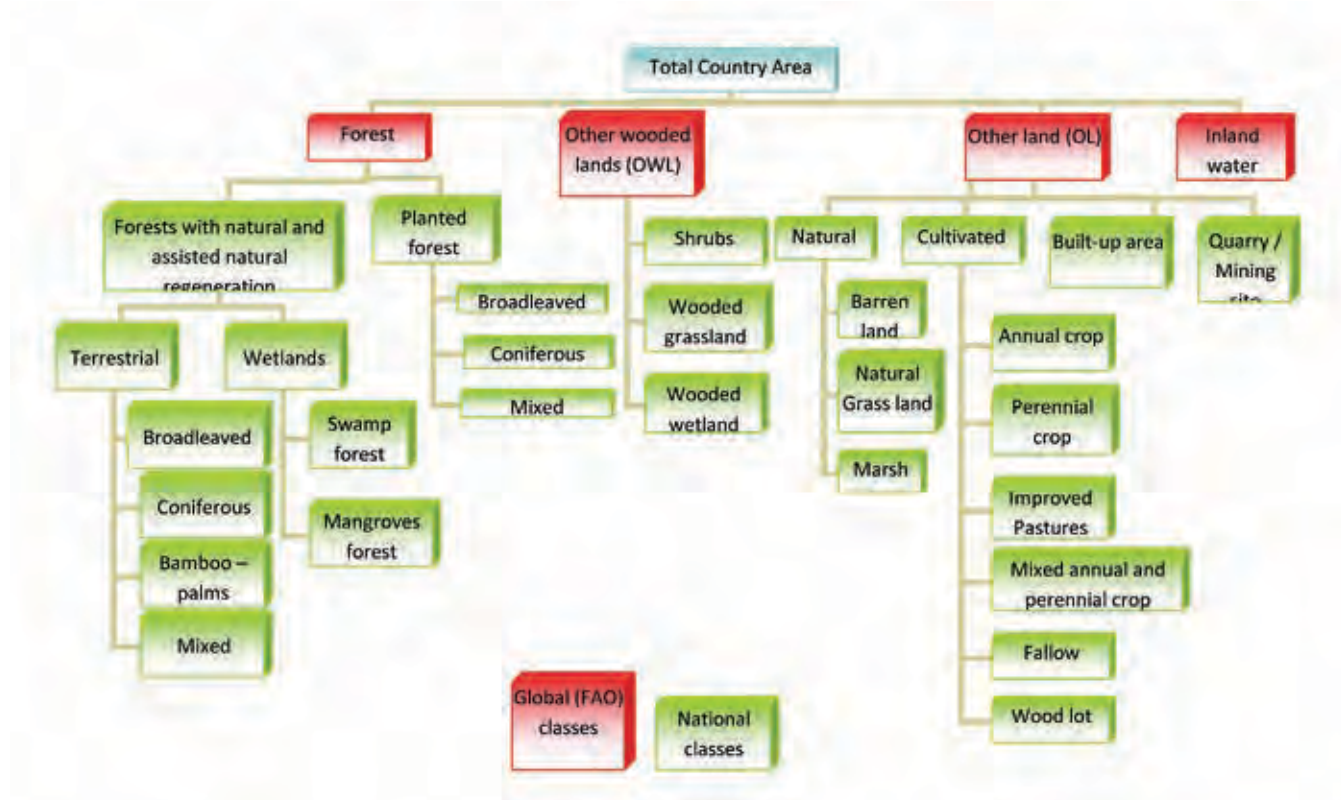 Total Country Area
Forest
Other wooded
lands (OWL)
Other land (OL)
Inland
water
Forests with natural and
assisted natural
regeneration
Planted
forest
Terrestrial
Wetlands
Broadleaved
Coniferous
Bamboo –
palms
Mixed
Swamp
forest
Mangroves
forest
Broadleaved
Coniferous
Mixed
Shrubs
Wooded
grassland
Wooded
wetland
Natural
Cultivated
Built-up area
Quarry /
Mining
site
Barren
land
Natural
Grass land
Marsh
Annual crop
Perennial
crop
Improved
Pastures
Mixed annual and
perennial crop
Fallow
Wood lot
Global (FAO)
classes
National
classes